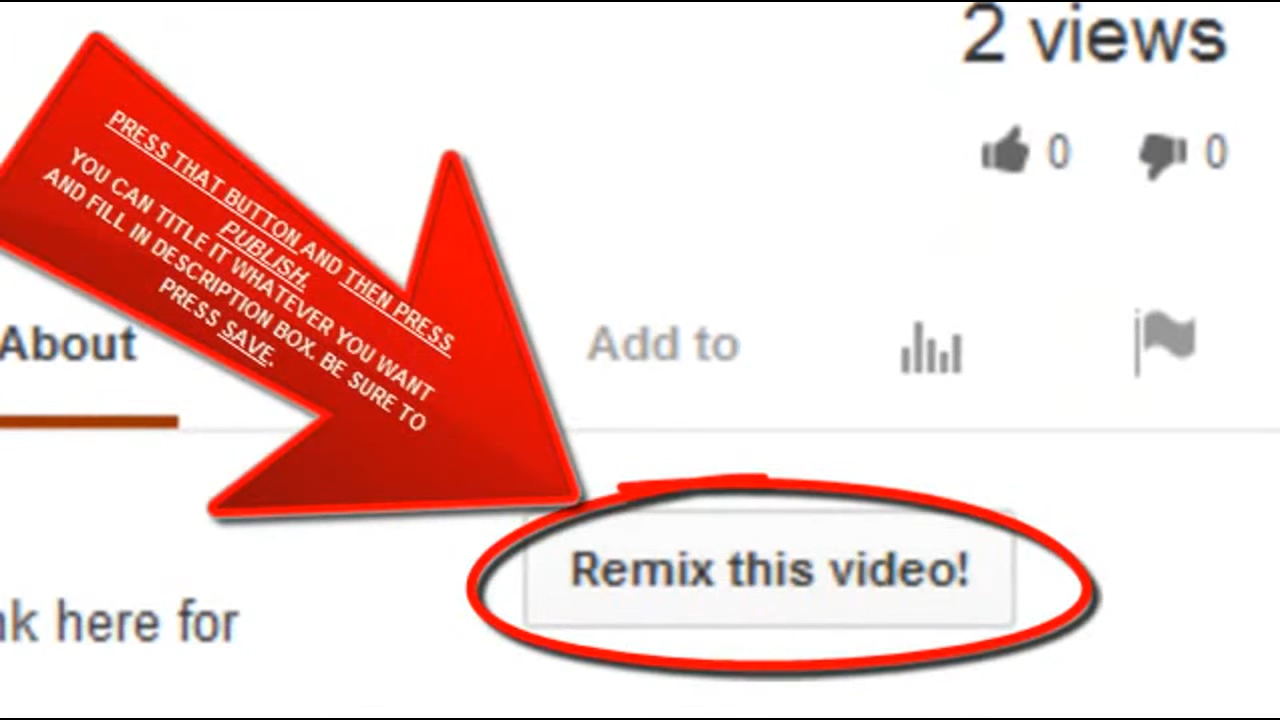 2 views
0 0
PRESS THAT BUTTON AND THEN PRESS
PUBLISH.
YOU CAN TITLE IT WHATEVER YOU WANT
AND FILL IN DESCRIPTION BOX. BE SURE TO
PRESS SAVE.
About
Add to
Remix this video!
nk here for